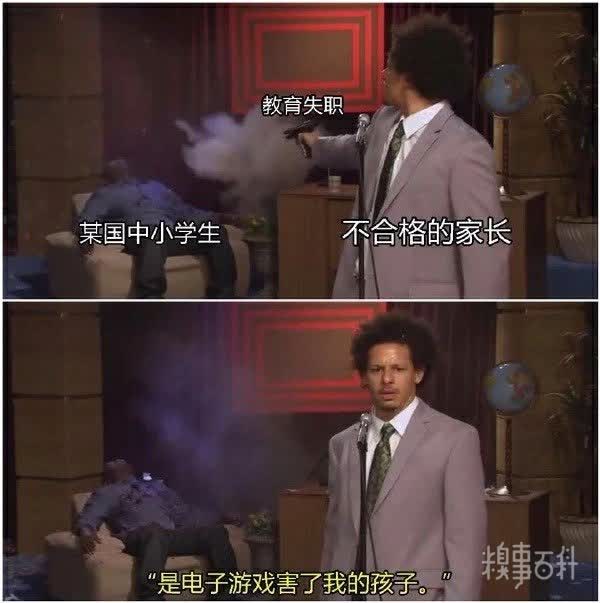 教育失职
某国中小学生
不合格的家长
“是电子游戏害了我的孩子。”
糗事百科